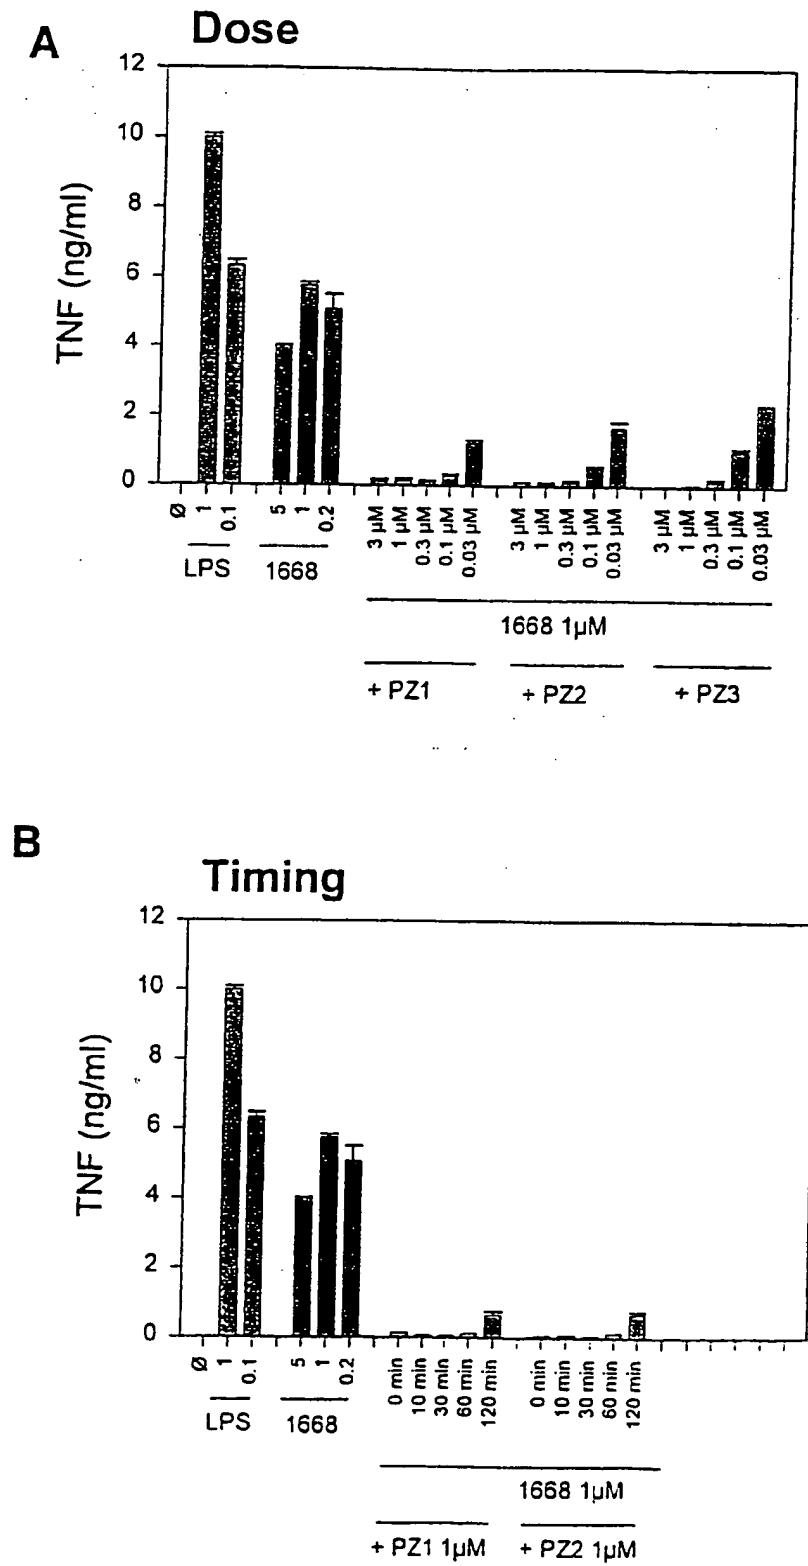 A
Dose
TNF (ng/ml)
12
10
8
6
4
2
0
Ø 1 0.1 5 1 0.2 3 µM 1 µM 0.3 µM 0.1 µM 0.03 µM 3 µM 1 µM 0.3 µM 0.1 µM 0.03 µM 3 µM 1 µM 0.3 µM 0.1 µM 0.03 µM
LPS 1668
1668 1µM
+ PZ1 + PZ2 + PZ3
B
Timing
TNF (ng/ml)
12
10
8
6
4
2
0
Ø 1 0.1 5 1 0.2 0 min 10 min 30 min 60 min 120 min 0 min 10 min 30 min 60 min 120 min
LPS 1668
1668 1µM
+ PZ1 1µM + PZ2 1µM